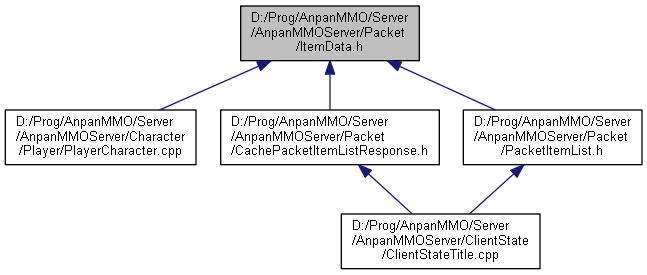 D:/Prog/AnpanMMO/Server
/AnpanMMOServer/Packet
/ItemData.h
D:/Prog/AnpanMMO/Server
/AnpanMMOServer/Character
/Player/PlayerCharacter.cpp
D:/Prog/AnpanMMO/Server
/AnpanMMOServer/Packet
/CachePacketItemListResponse.h
D:/Prog/AnpanMMO/Server
/AnpanMMOServer/Packet
/PacketItemList.h
D:/Prog/AnpanMMO/Server
/AnpanMMOServer/ClientState
/ClientStateTitle.cpp